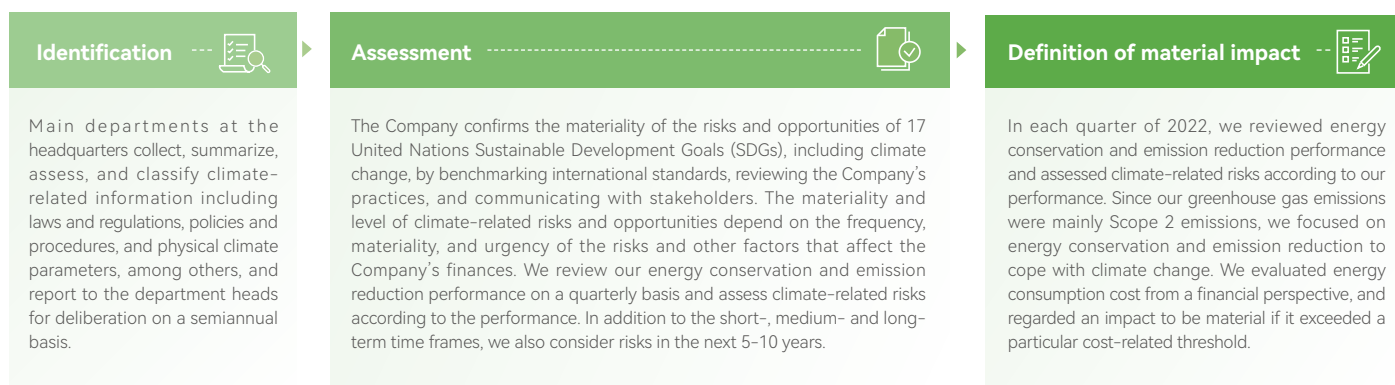 Identification
Main departments at the
headquarters collect, summarize,
assess, and classify climate-
related information including
laws and regulations, policies and
procedures, and physical climate
parameters, among others, and
report to the department heads
for deliberation on a semiannual
basis.
Assessment
The Company confirms the materiality of the risks and opportunities of 17
United Nations Sustainable Development Goals (SDGs), including climate
change, by benchmarking international standards, reviewing the Company's
practices, and communicating with stakeholders. The materiality and
level of climate-related risks and opportunities depend on the frequency,
materiality, and urgency of the risks and other factors that affect the
Company's finances. We review our energy conservation and emission
reduction performance on a quarterly basis and assess climate-related risks
according to the performance. In addition to the short-, medium- and long-
term time frames, we also consider risks in the next 5-10 years.
Definition of material impact
In each quarter of 2022, we reviewed energy
conservation and emission reduction performance
and assessed climate-related risks according to our
performance. Since our greenhouse gas emissions
were mainly Scope 2 emissions, we focused on
energy conservation and emission reduction to
cope with climate change. We evaluated energy
consumption cost from a financial perspective, and
regarded an impact to be material if it exceeded a
particular cost-related threshold.